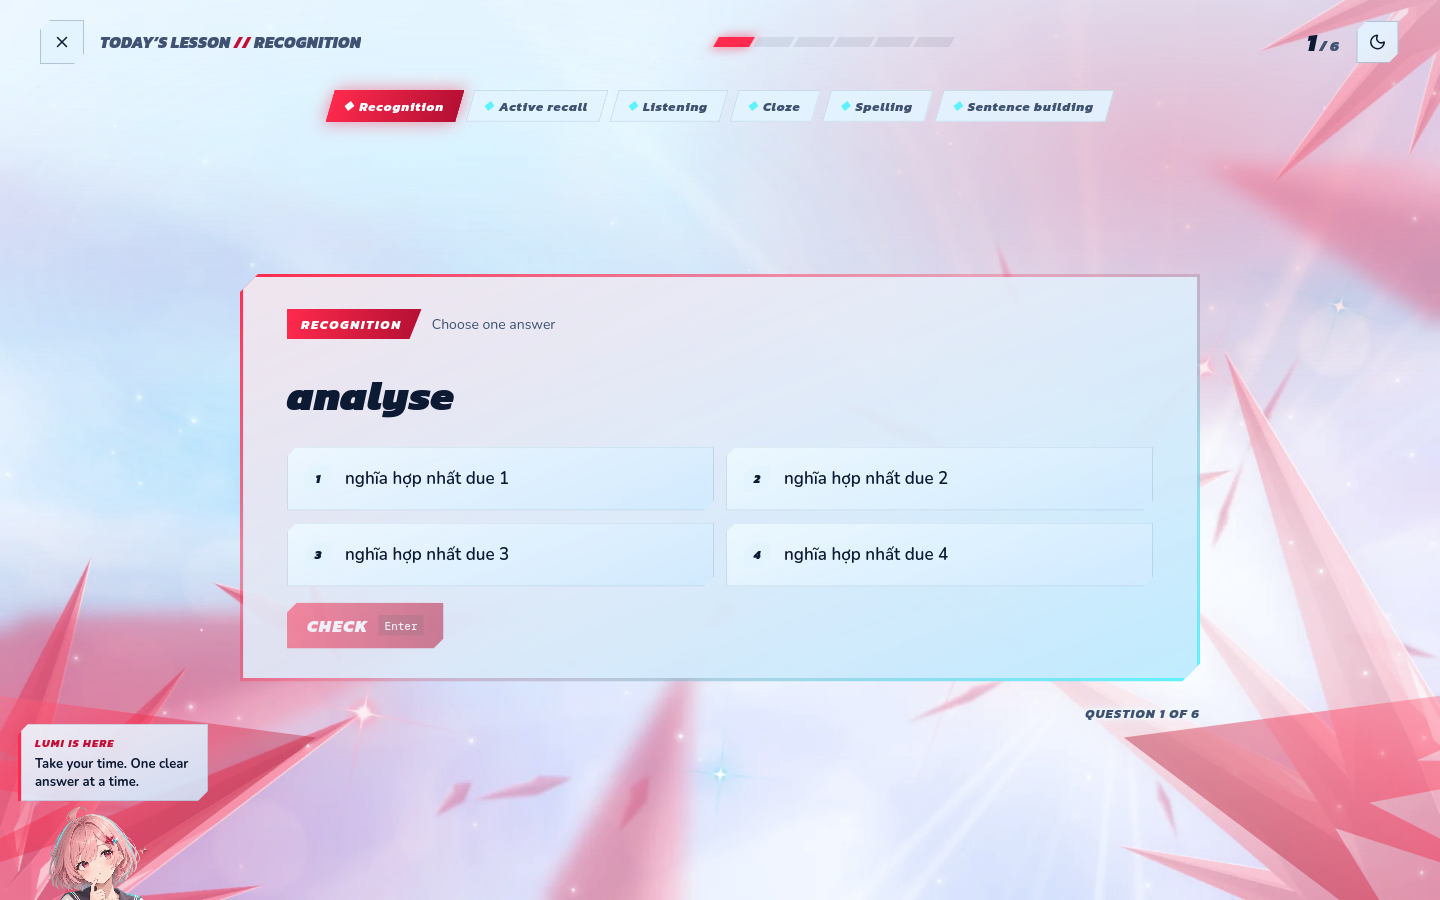 TODAY'S LESSON // RECOGNITION
1 / 6
Recognition
Active recall
Listening
Cloze
Spelling
Sentence building
RECOGNITION
Choose one answer
analyse
1 nghĩa hợp nhất due 1
2 nghĩa hợp nhất due 2
3 nghĩa hợp nhất due 3
4 nghĩa hợp nhất due 4
CHECK Enter
QUESTION 1 OF 6
LUMI IS HERE
Take your time. One clear
answer at a time.